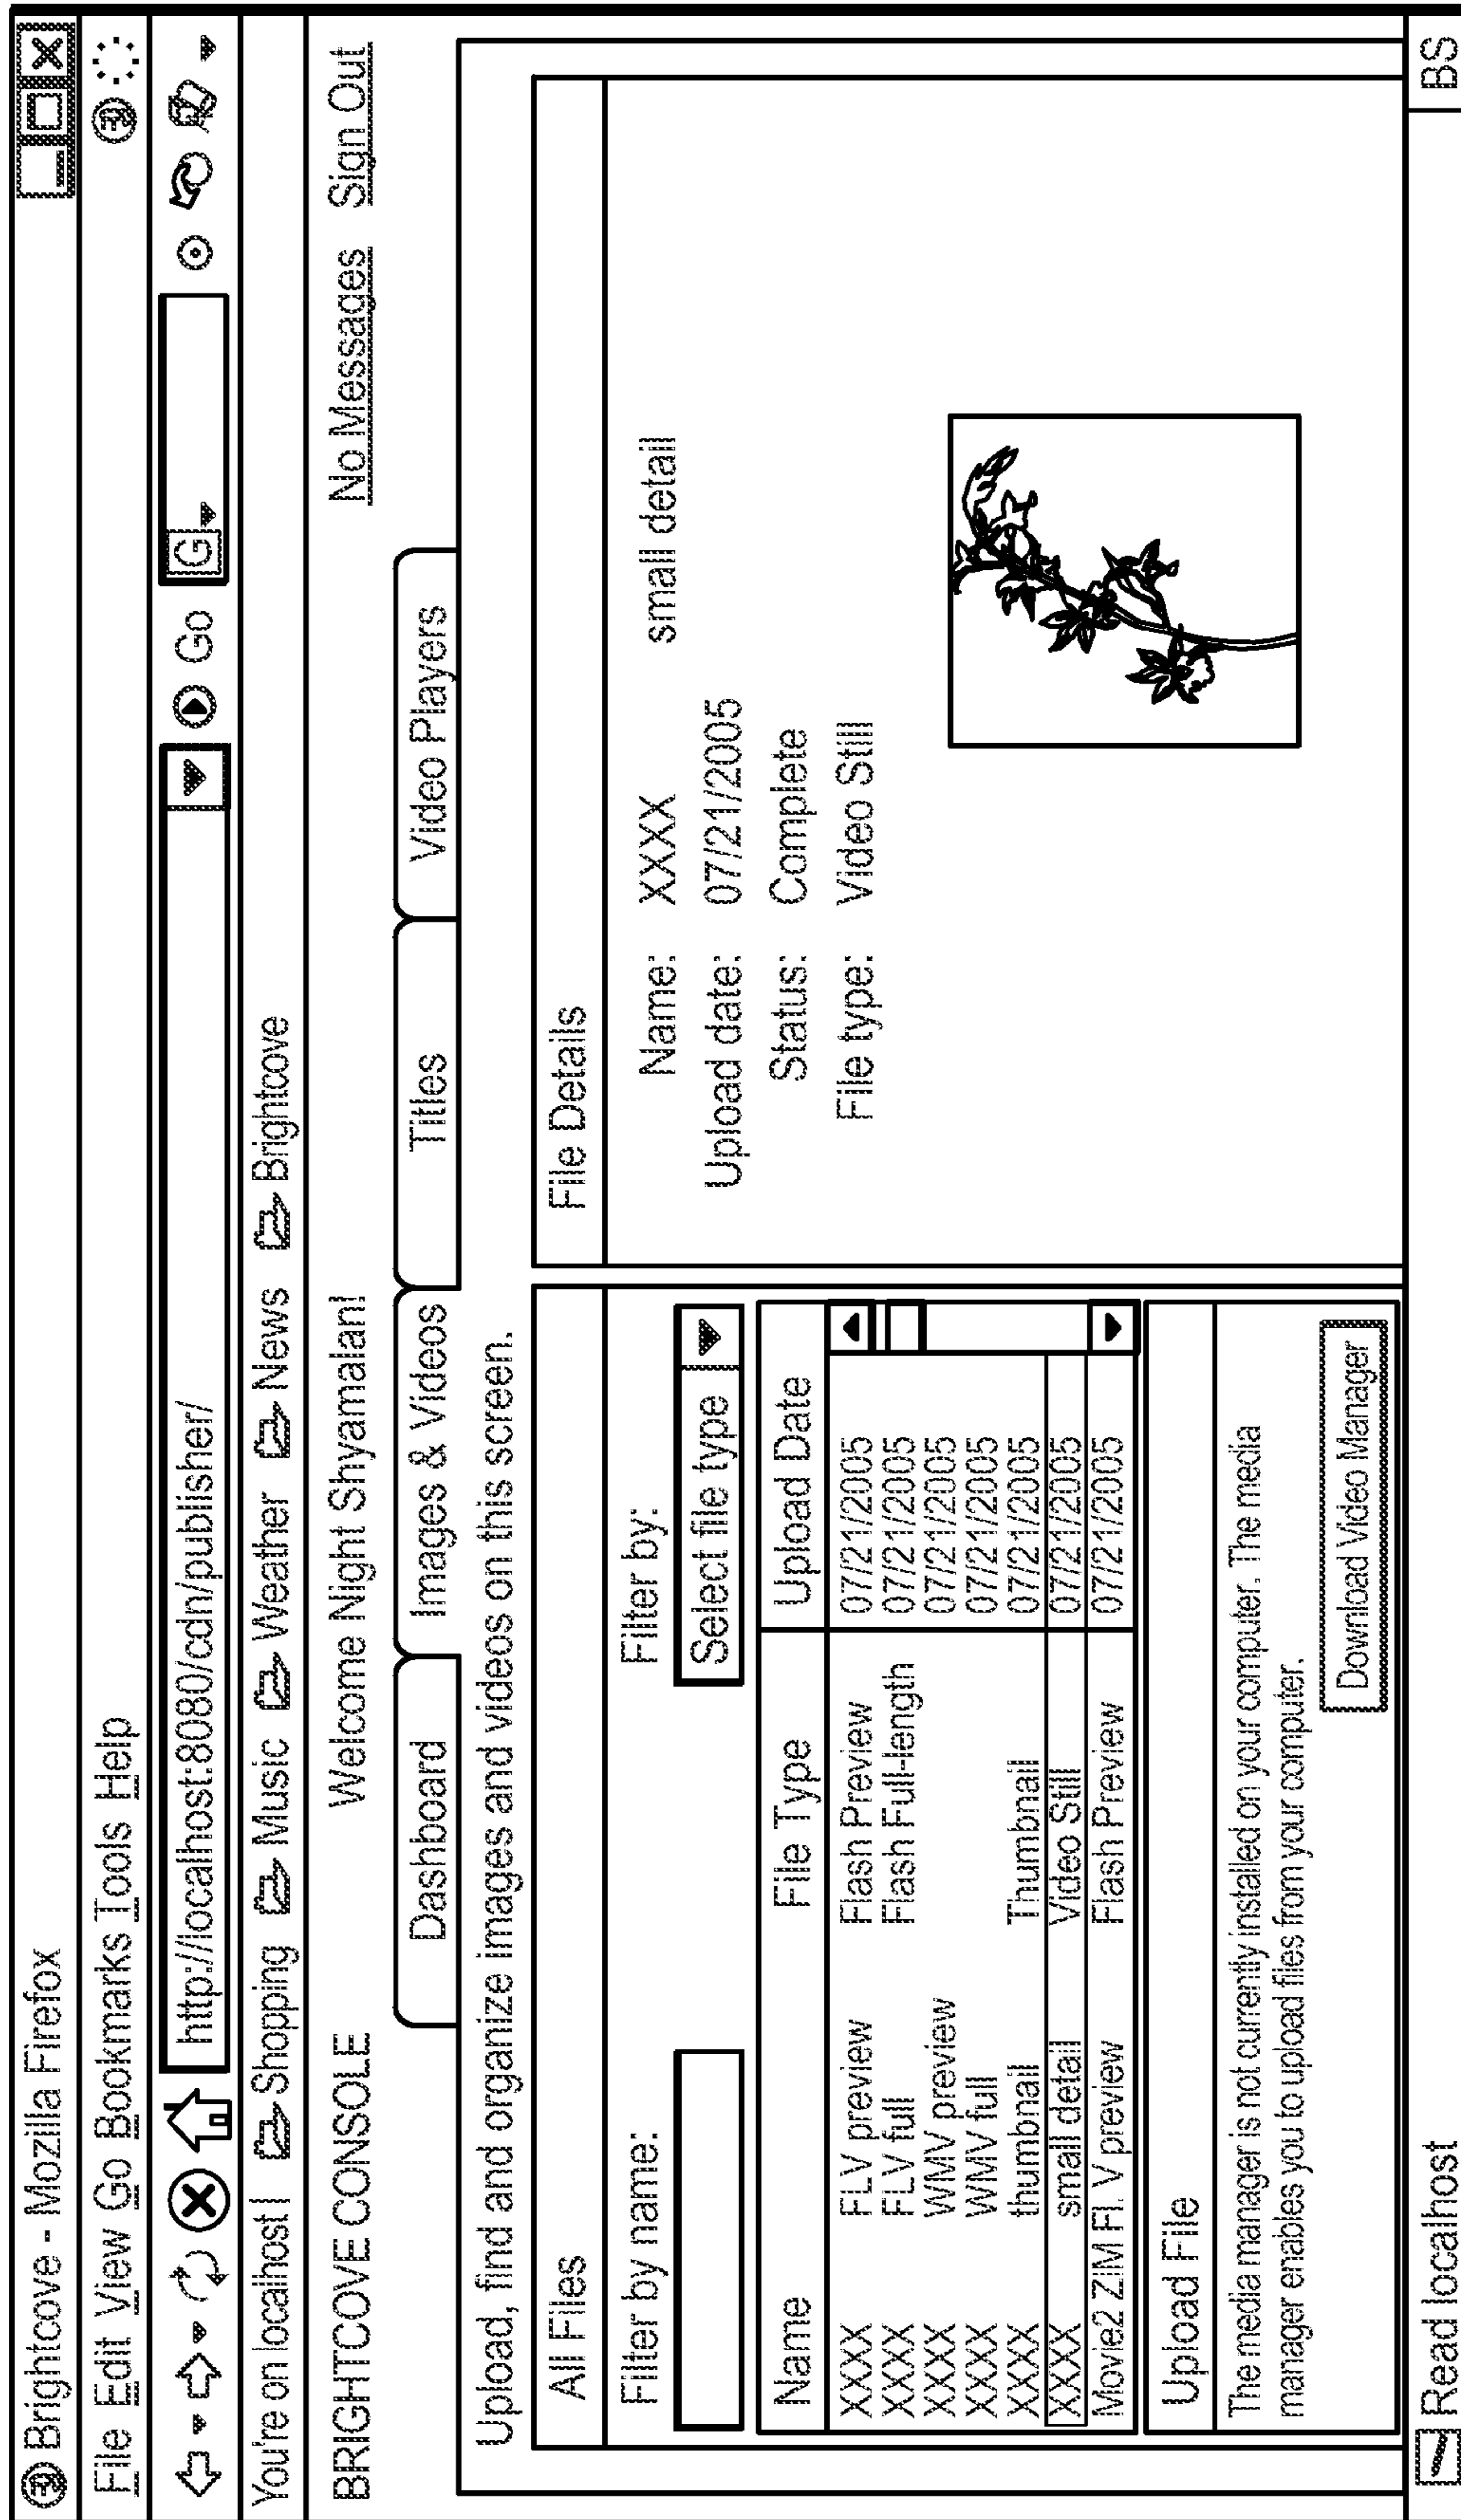 Brightcove - Mozilla Firefox
File Edit View Go Bookmarks Tools Help
http://localhost:8080/cdn/publisher/ Go G
You're on localhost | Shopping Music Weather News Brightcove
BRIGHTCOVE CONSOLE Welcome Night Shyamalan! No Messages Sign Out
Dashboard Images & Videos Titles Video Players
Upload, find and organize images and videos on this screen.
All Files
Filter by name: Filter by:
Select file type
Name File Type Upload Date
XXXX FLV preview Flash Preview 07/21/2005
XXXX FLV full Flash Full-length 07/21/2005
XXXX WMV preview 07/21/2005
XXXX WMV full 07/21/2005
XXXX thumbnail Thumbnail 07/21/2005
XXXX small detail Video Still 07/21/2005
Movie2 ZiM Fl. V preview Flash Preview 07/21/2005
Upload File
The media manager is not currently installed on your computer. The media
manager enables you to upload files from your computer.
Download Video Manager
File Details
Name: XXXX small detail
Upload date: 07/21/2005
Status: Complete
File type: Video Still
Read localhost BS